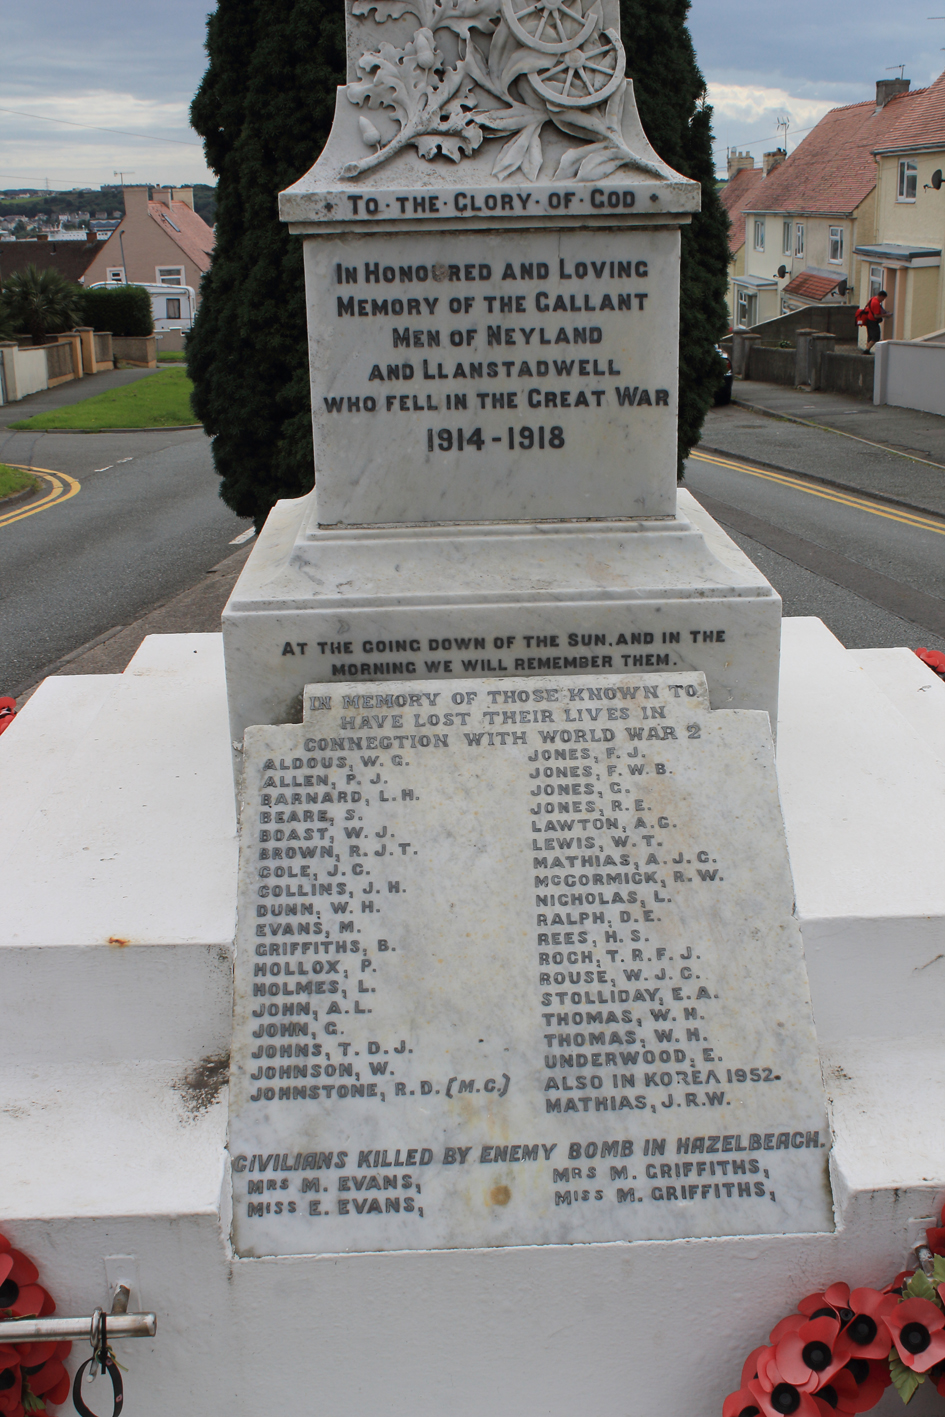 TO·THE·GLORY·OF·GOD
IN HONOURED AND LOVING
MEMORY OF THE GALLANT
MEN OF NEYLAND
AND LLANSTADWELL
WHO FELL IN THE GREAT WAR
1914-1918
AT THE GOING DOWN OF THE SUN, AND IN THE
MORNING WE WILL REMEMBER THEM.
IN MEMORY OF THOSE KNOWN TO
HAVE LOST THEIR LIVES IN
CONNECTION WITH WORLD WAR 2
ALDOUS, W. G.
ALLEN, P. J.
BARNARD, L. H.
BEARE, S.
BOAST, W. J.
BROWN, R.J.T.
COLE, J. C.
COLLINS, J. H.
DUNN, W. H.
EVANS, M.
GRIFFITHS, B.
HOLLOX, P.
HOLMES, L.
JOHN, A.L.
JOHN, G.
JOHNS, T. D. J.
JOHNSON, W.
JOHNSTONE, R.D. (M.C.)
JONES, F. J.
JONES, F. W. B.
JONES, G.
JONES, R. E.
LAWTON, A. G.
LEWIS, W. T.
MATHIAS, A. J. G.
MCCORMICK, R. W.
NICHOLAS, L.
RALPH, D. E.
REES, H. S.
ROCH, T. R. F. J.
ROUSE, W. J. C.
STOLLIDAY, E. A.
THOMAS, W. H.
THOMAS, W. H.
UNDERWOOD, E.
ALSO IN KOREA 1952.
MATHIAS, J. R.W.
CIVILIANS KILLED BY ENEMY BOMB IN HAZELBEACH.
MRS M. EVANS,
MISS E. EVANS,
MRS M. GRIFFITHS,
MISS M. GRIFFITHS,